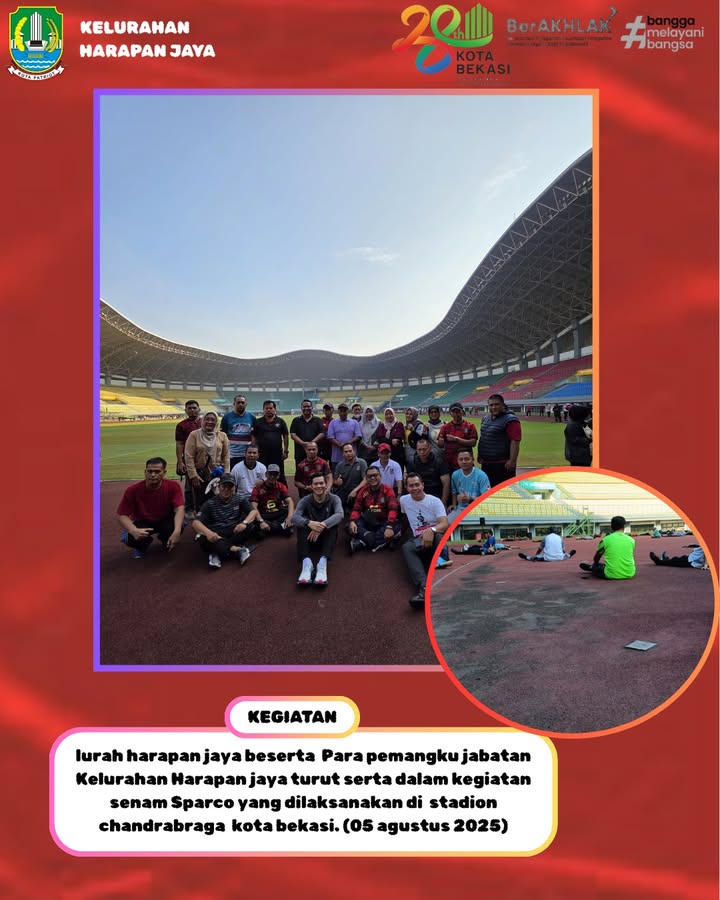 KELURAHAN
HARAPAN JAYA
KOTA PATRIOT
28th
KOTA
BEKASI
BerAKHLAK
#bangga
melayani
bangsa
KEGIATAN
lurah harapan jaya beserta Para pemangku jabatan
Kelurahan Harapan jaya turut serta dalam kegiatan
senam Sparco yang dilaksanakan di stadion
chandrabraga kota bekasi. (05 agustus 2025)